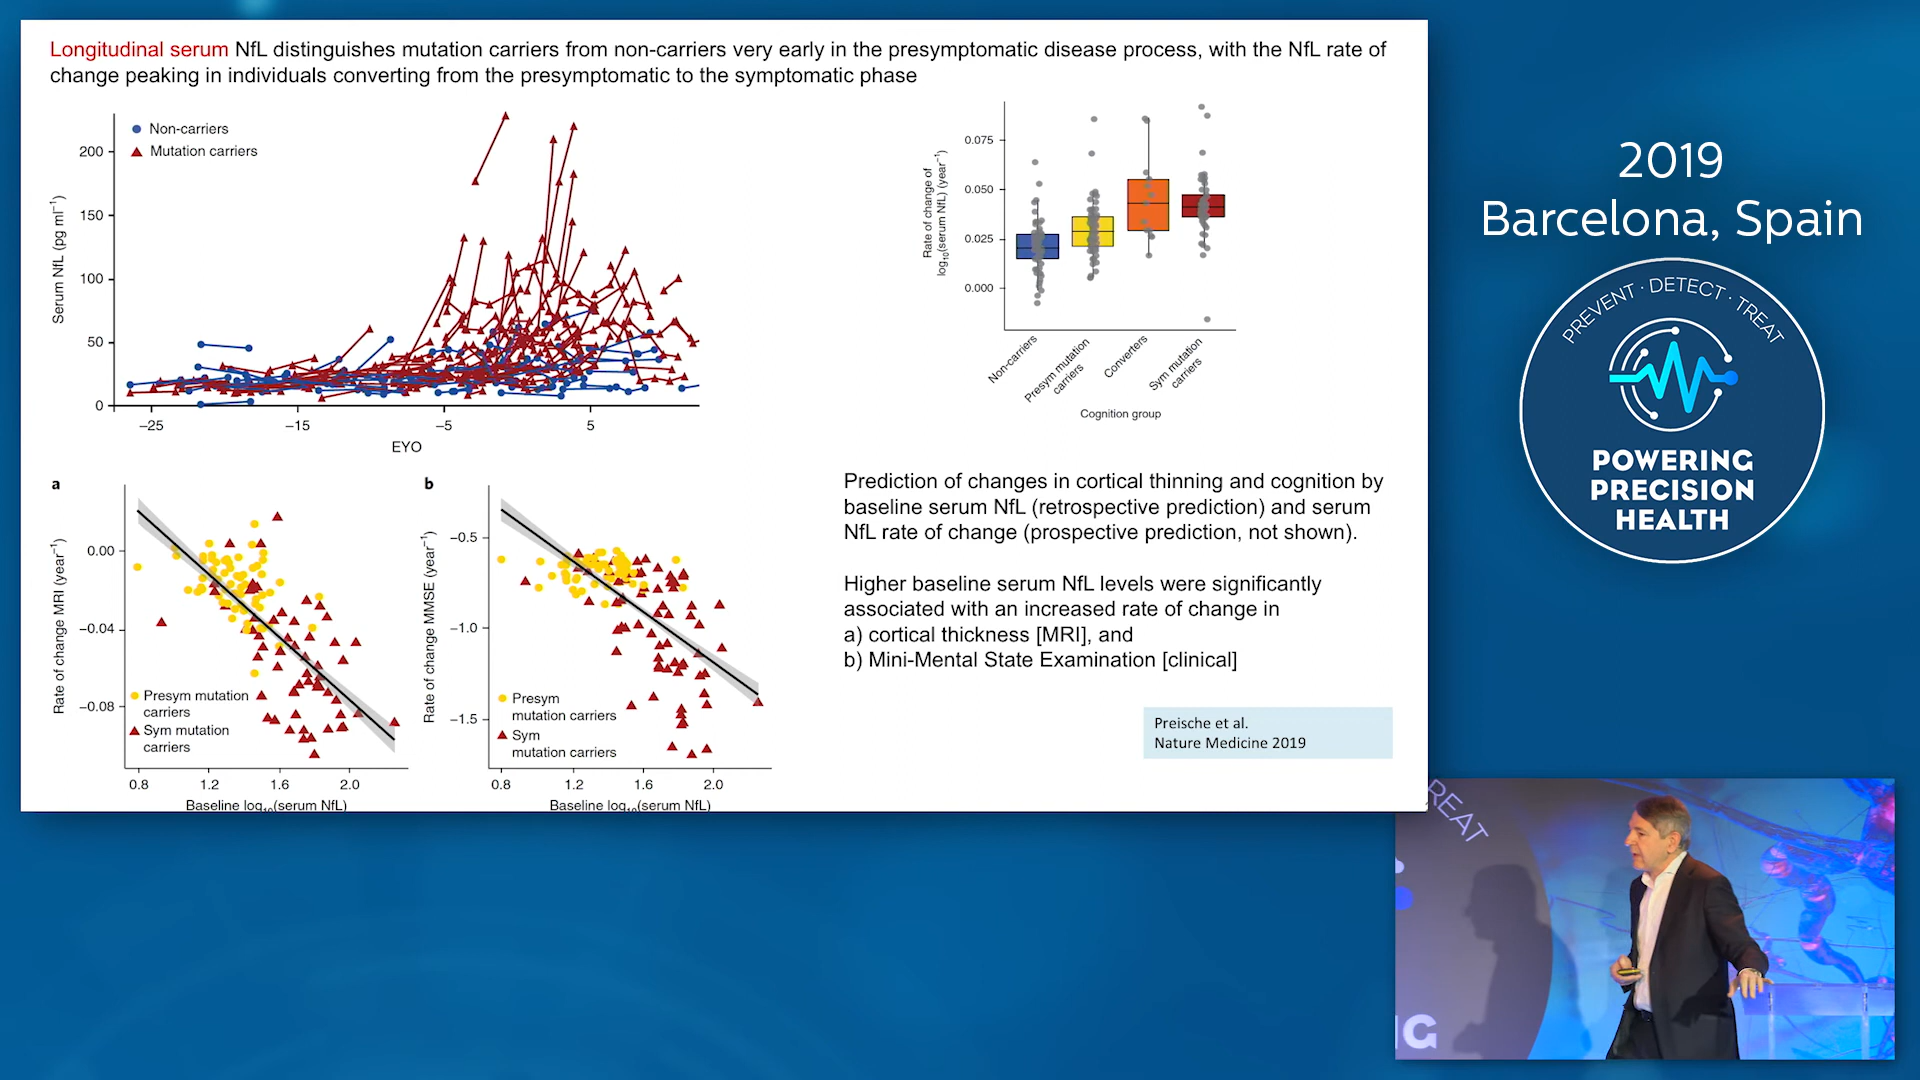 Longitudinal serum NfL distinguishes mutation carriers from non-carriers very early in the presymptomatic disease process, with the NfL rate of
change peaking in individuals converting from the presymptomatic to the symptomatic phase
Non-carriers
Mutation carriers
Serum NfL (pg ml⁻¹)
200
150
100
50
0
−25
−15
−5
5
EYO
Rate of change of
log₁₀(serum NfL) (year⁻¹)
0.075
0.050
0.025
0.000
Non-carriers
Presym mutation
carriers
Converters
Sym mutation
carriers
Cognition group
a
Rate of change MRI (year⁻¹)
0.00
−0.04
−0.08
Presym mutation
carriers
Sym mutation
carriers
0.8
1.2
1.6
2.0
Baseline log₁₀(serum NfL)
b
Rate of change MMSE (year⁻¹)
−0.5
−1.0
−1.5
Presym
mutation carriers
Sym
mutation carriers
0.8
1.2
1.6
2.0
Baseline log₁₀(serum NfL)
Prediction of changes in cortical thinning and cognition by
baseline serum NfL (retrospective prediction) and serum
NfL rate of change (prospective prediction, not shown).
Higher baseline serum NfL levels were significantly
associated with an increased rate of change in
a) cortical thickness [MRI], and
b) Mini-Mental State Examination [clinical]
Preische et al.
Nature Medicine 2019
2019
Barcelona, Spain
PREVENT · DETECT · TREAT
POWERING
PRECISION
HEALTH
REAT
NG